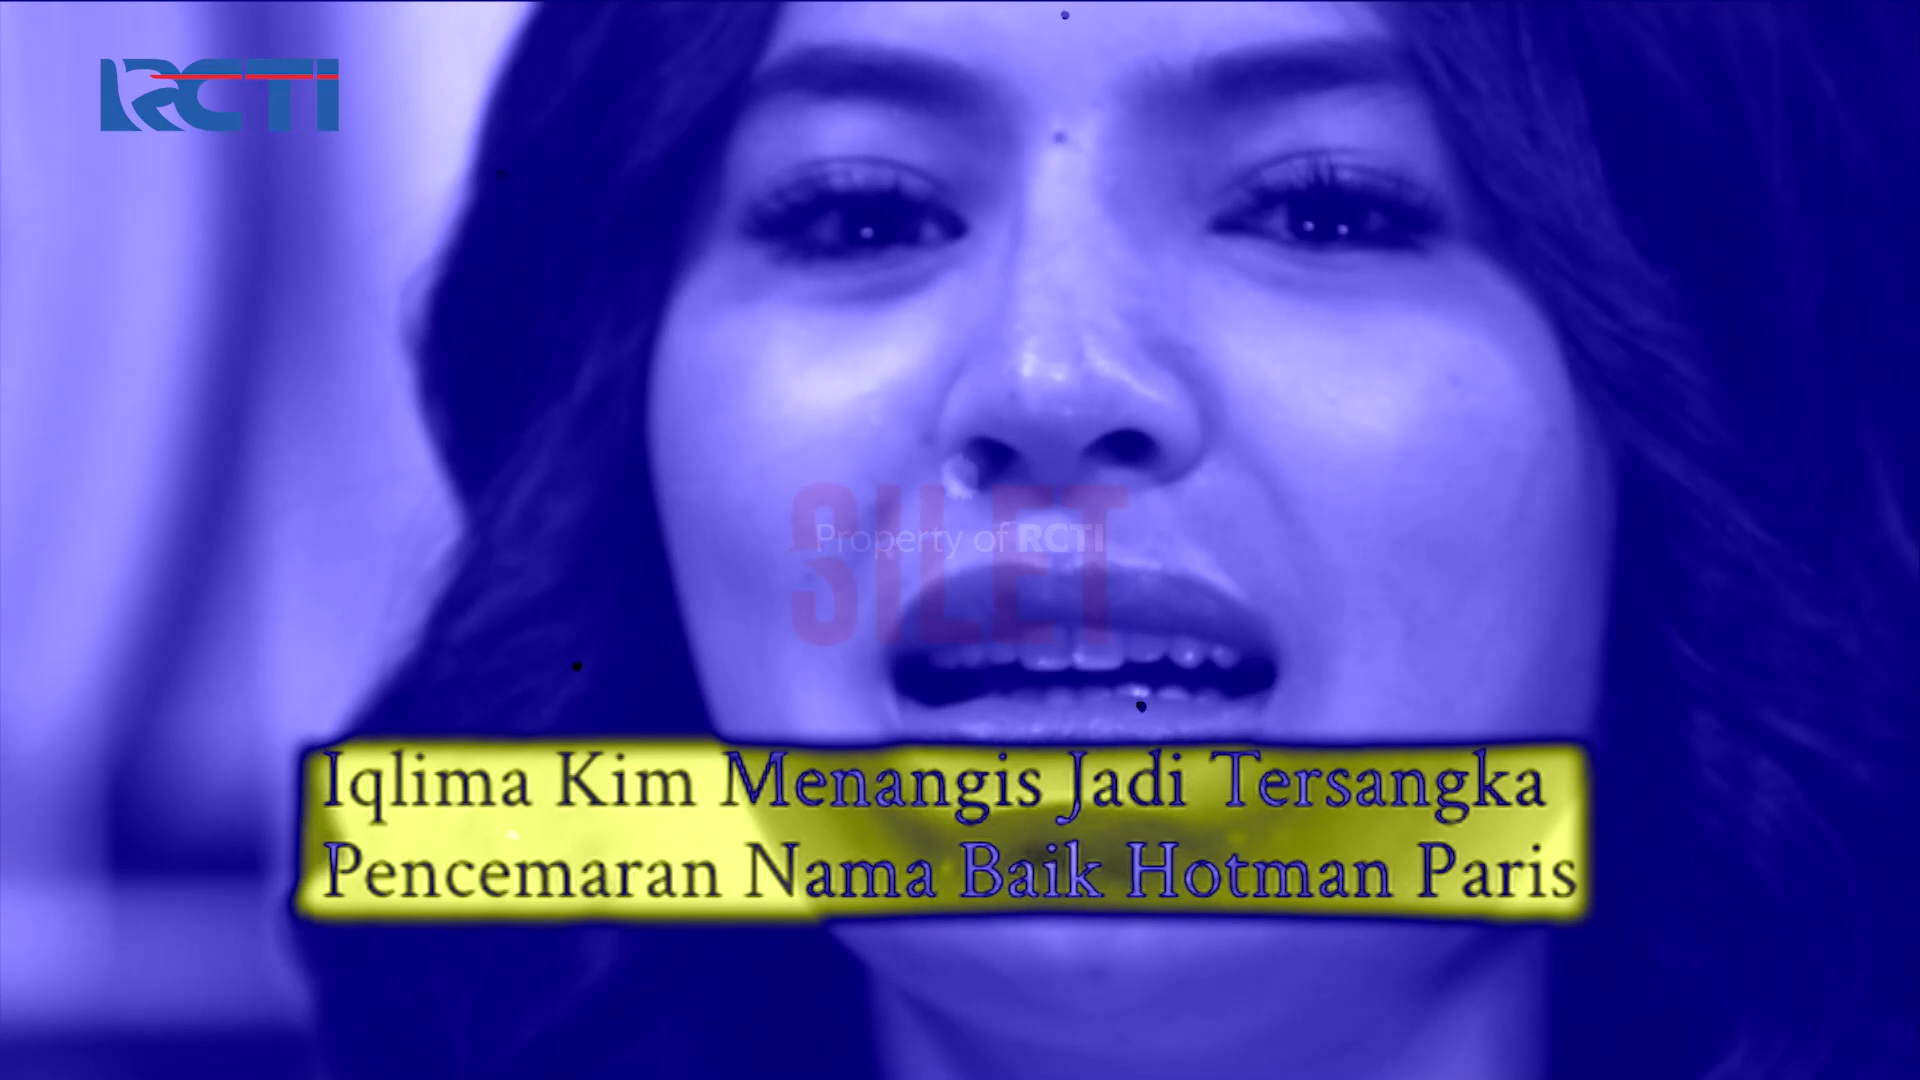 RCTI
SILET
Property of RCTI
Iqlima Kim Menangis Jadi Tersangka
Pencemaran Nama Baik Hotman Paris